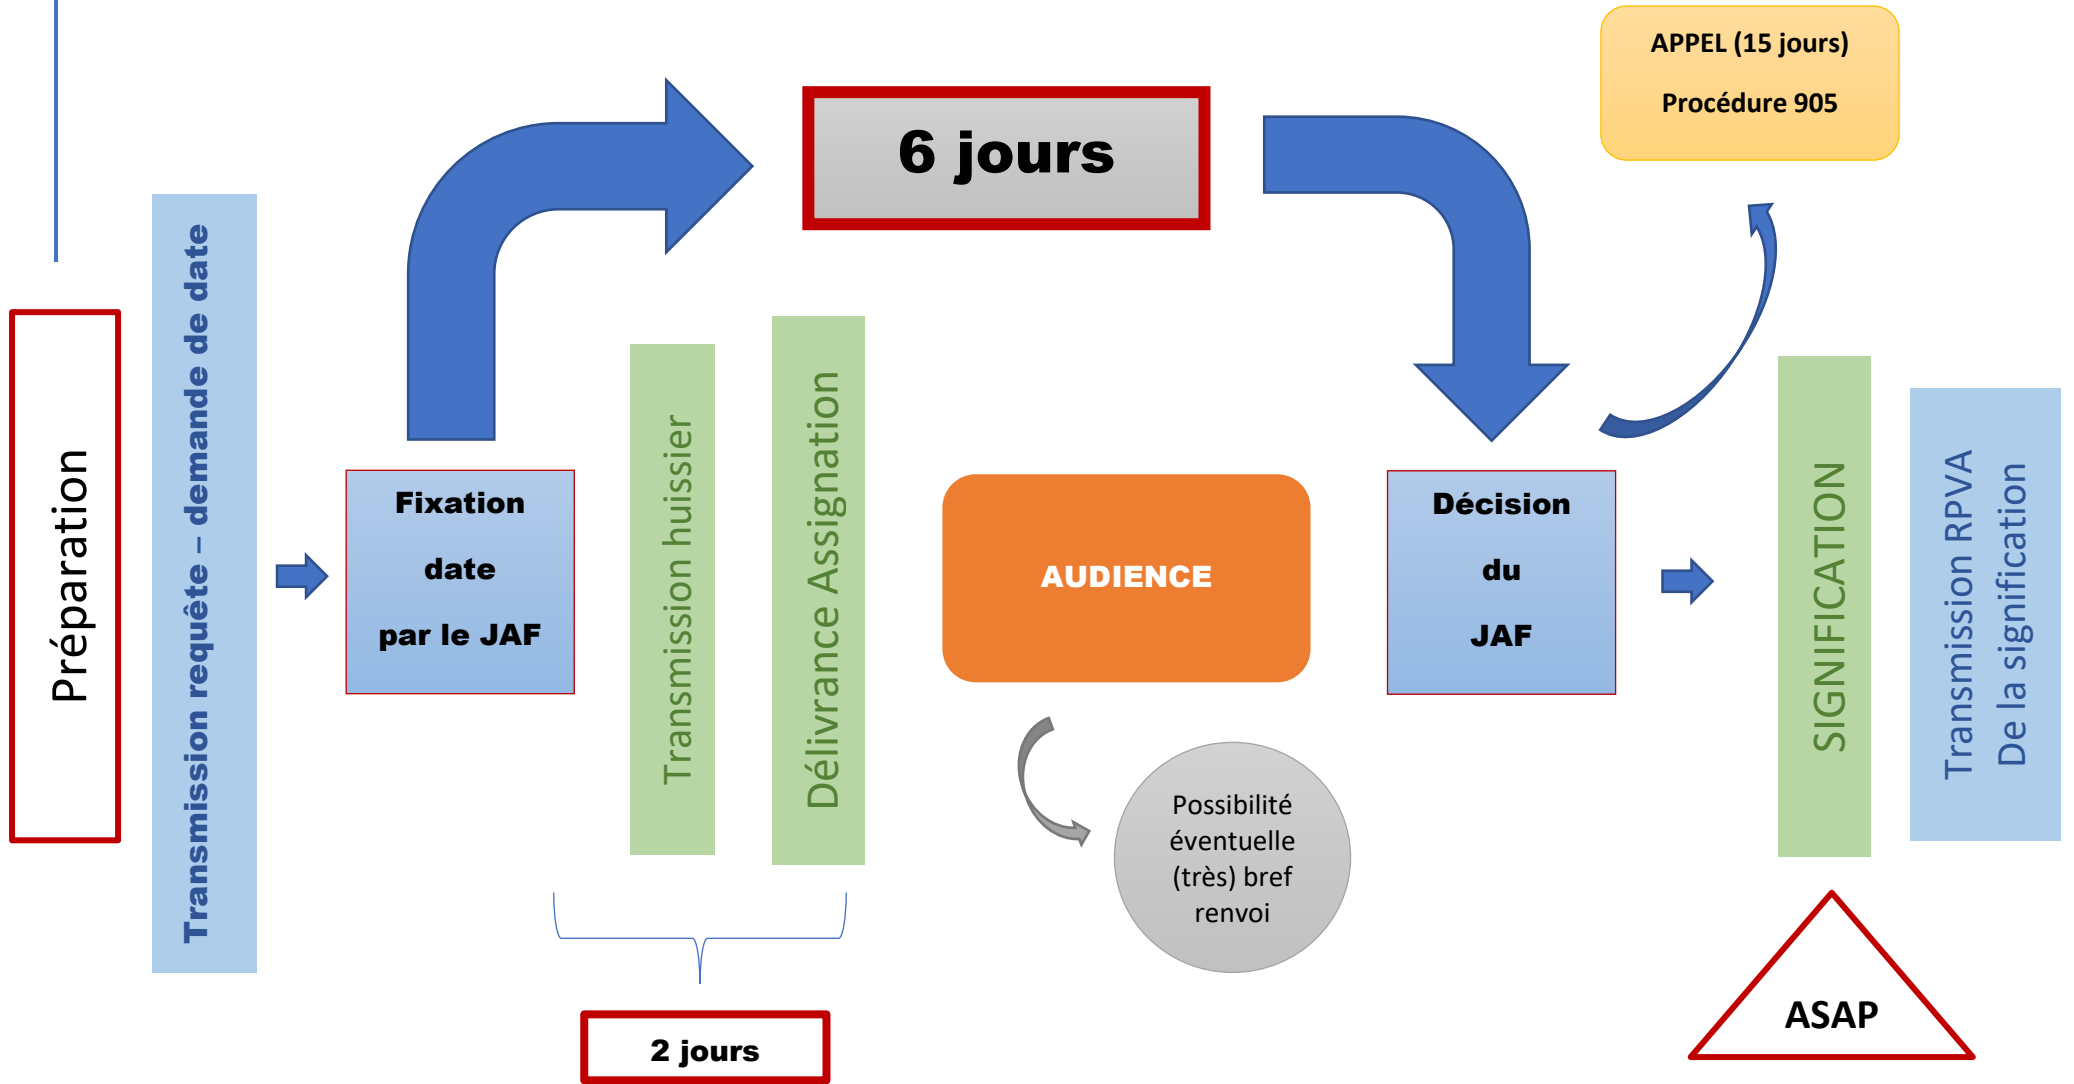 Préparation
Transmission requête – demande de date
Fixation
date
par le JAF
6 jours
Transmission huissier
Délivrance Assignation
2 jours
AUDIENCE
Possibilité
éventuelle
(très) bref
renvoi
Décision
du
JAF
APPEL (15 jours)
Procédure 905
SIGNIFICATION
Transmission RPVA
De la signification
ASAP